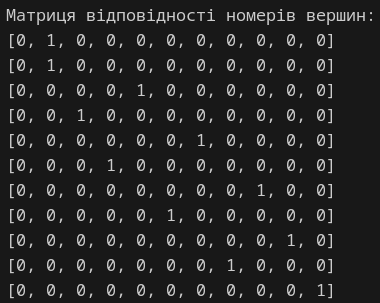 Матриця відповідності номерів вершин:
[0, 1, 0, 0, 0, 0, 0, 0, 0, 0, 0]
[0, 1, 0, 0, 0, 0, 0, 0, 0, 0, 0]
[0, 0, 0, 0, 1, 0, 0, 0, 0, 0, 0]
[0, 0, 1, 0, 0, 0, 0, 0, 0, 0, 0]
[0, 0, 0, 0, 0, 0, 1, 0, 0, 0, 0]
[0, 0, 0, 1, 0, 0, 0, 0, 0, 0, 0]
[0, 0, 0, 0, 0, 0, 0, 0, 1, 0, 0]
[0, 0, 0, 0, 0, 1, 0, 0, 0, 0, 0]
[0, 0, 0, 0, 0, 0, 0, 0, 0, 1, 0]
[0, 0, 0, 0, 0, 0, 0, 1, 0, 0, 0]
[0, 0, 0, 0, 0, 0, 0, 0, 0, 0, 1]